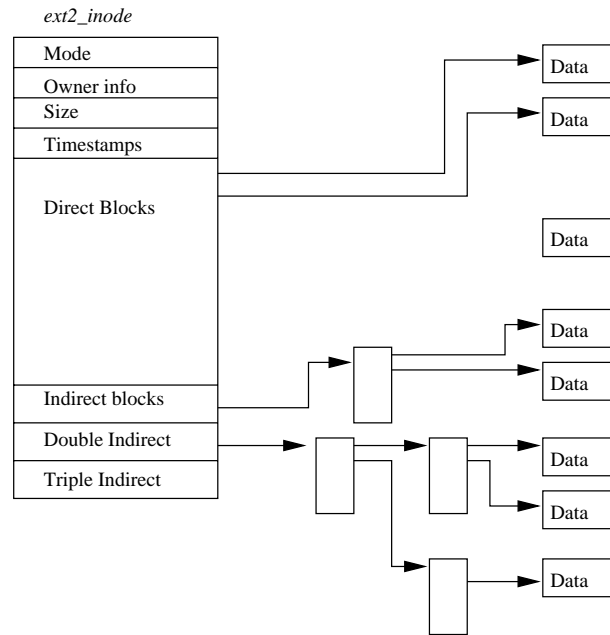 ext2_inode
Mode
Owner info
Size
Timestamps
Direct Blocks
Indirect blocks
Double Indirect
Triple Indirect
Data
Data
Data
Data
Data
Data
Data
Data